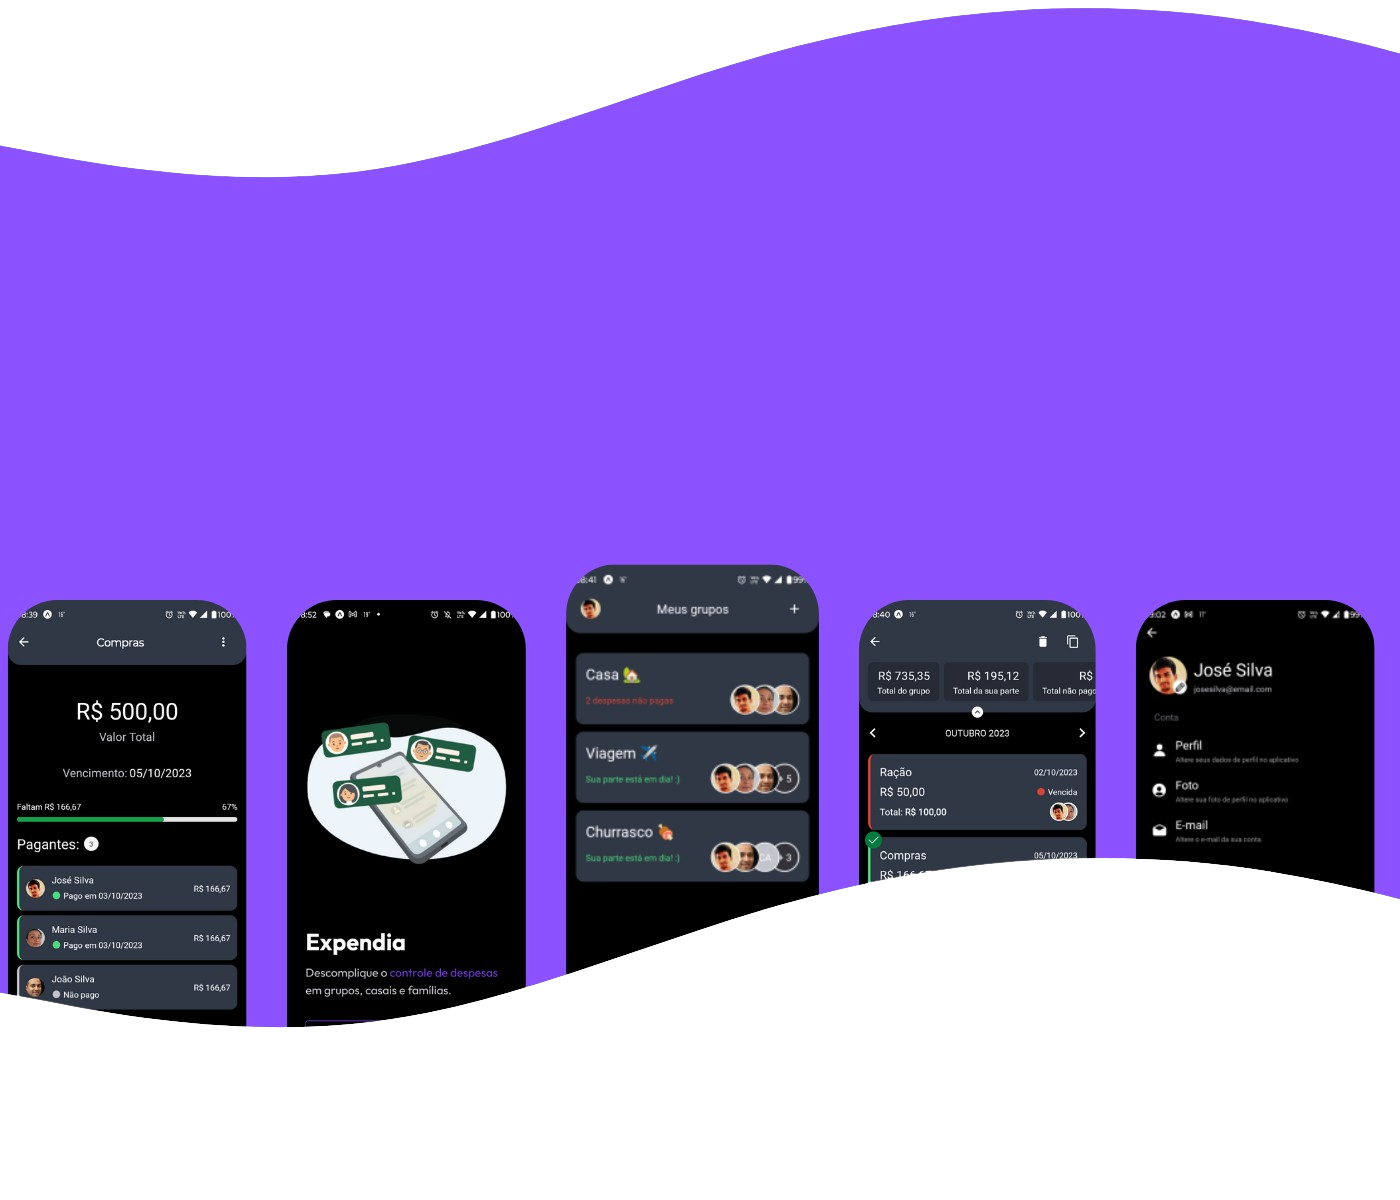 8:39
100
Compras
R$ 500,00
Valor Total
Vencimento: 05/10/2023
Faltam R$ 166,67
67%
Pagantes: 3
José Silva
Pago em 03/10/2023
R$ 166,67
Maria Silva
Pago em 03/10/2023
R$ 166,67
João Silva
Não pago
R$ 166,67
8:52
100
Expendia
Descomplique o controle de despesas
em grupos, casais e famílias.
8:41
99
Meus grupos
+
Casa
2 despesas não pagas
Viagem
Sua parte está em dia! :)
+ 5
Churrasco
Sua parte está em dia! :)
CA
+ 3
8:40
100
R$ 735,35
Total do grupo
R$ 195,12
Total da sua parte
R$
Total não pago
OUTUBRO 2023
Ração
02/10/2023
R$ 50,00
Vencida
Total: R$ 100,00
Compras
05/10/2023
9:02
99
José Silva
josesilva@email.com
Conta
Perfil
Altere seus dados de perfil no aplicativo
Foto
Altere sua foto de perfil no aplicativo
E-mail
Altere o e-mail da sua conta